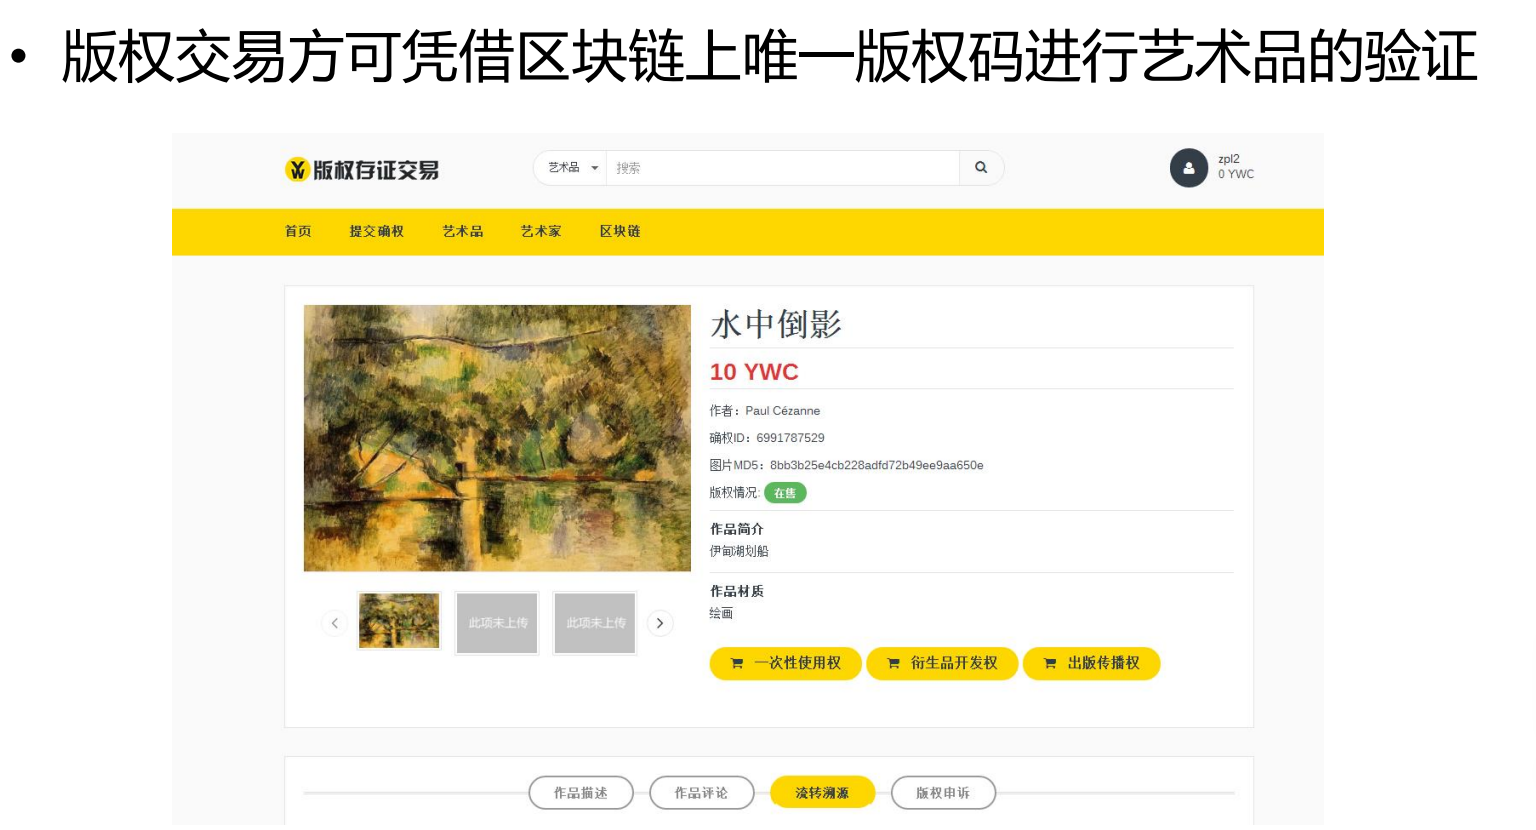 • 版权交易方可凭借区块链上唯一版权码进行艺术品的验证
版权存证交易
艺术品
搜索
zpl2
0 YWC
首页 提交确权 艺术品 艺术家 区块链
水中倒影
10 YWC
作者：Paul Cézanne
确权ID：6991787529
图片MD5：8bb3b25e4cb228adfd72b49ee9aa650e
版权情况: 在售
作品简介
伊甸湖划船
作品材质
绘画
此项未上传 此项未上传
一次性使用权 衍生品开发权 出版传播权
作品描述 作品评论 流转溯源 版权申诉